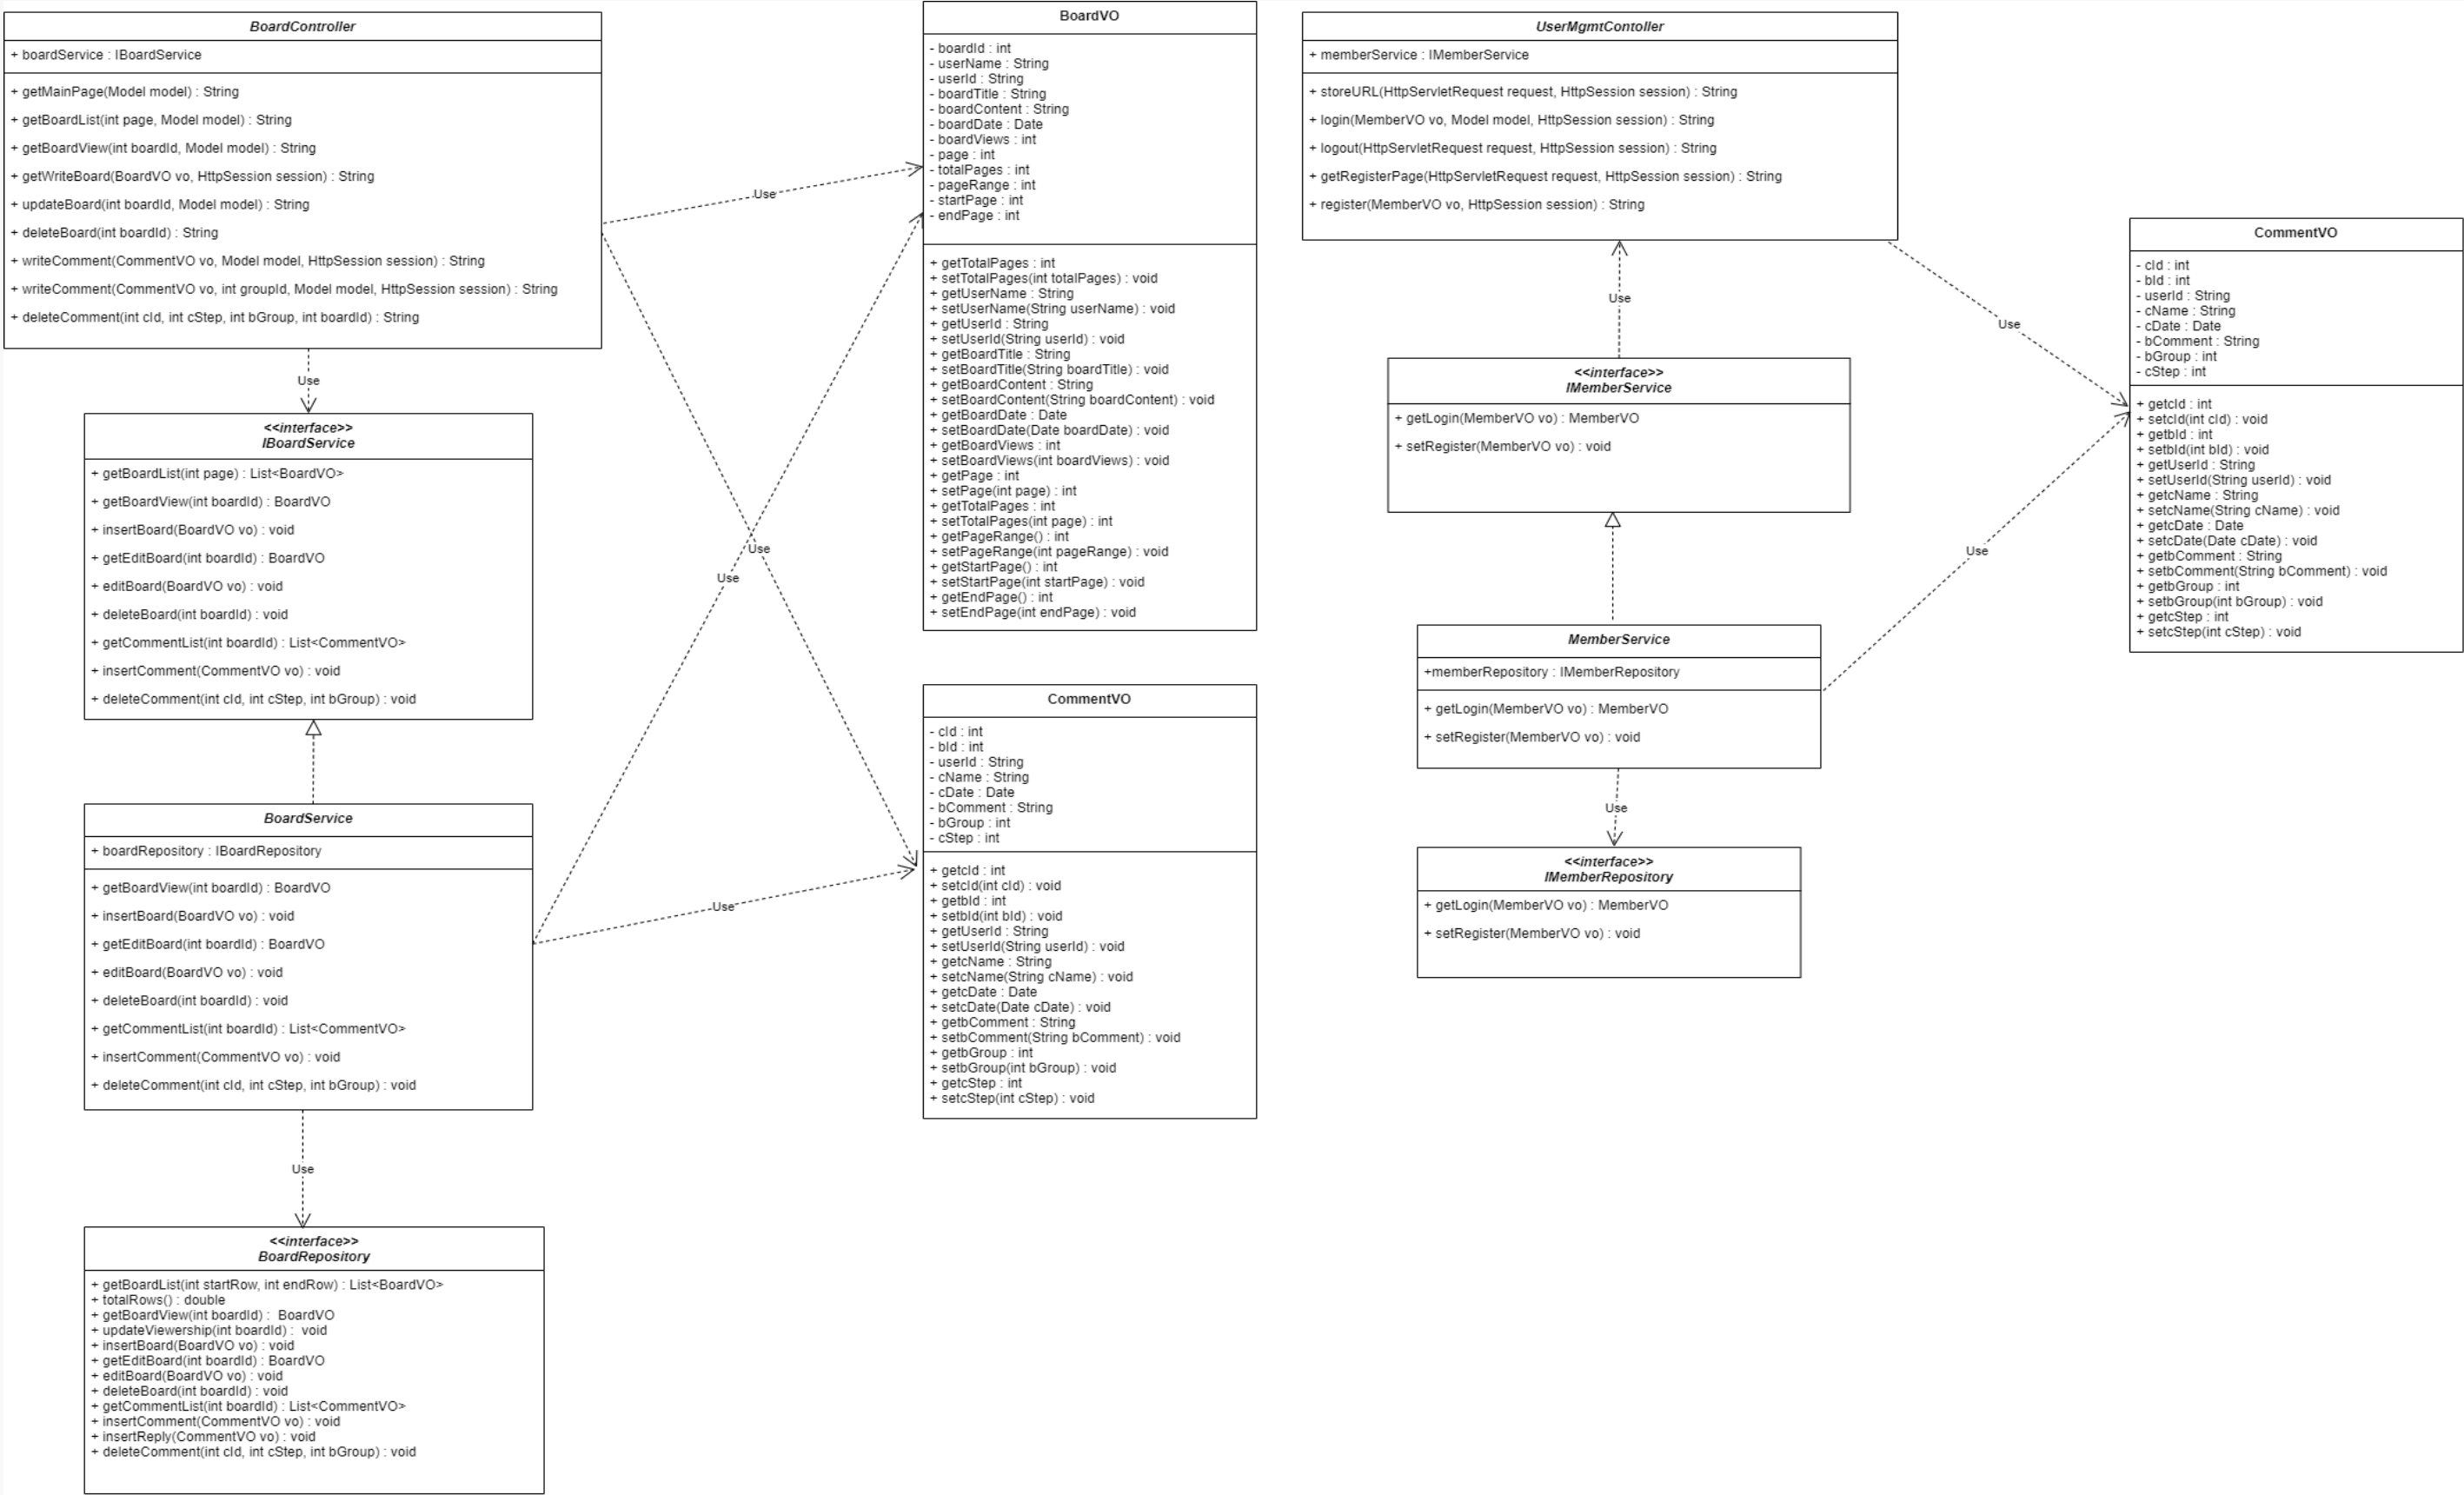 BoardController
+ boardService : IBoardService
+ getMainPage(Model model) : String
+ getBoardList(int page, Model model) : String
+ getBoardView(int boardId, Model model) : String
+ getWriteBoard(BoardVO vo, HttpSession session) : String
+ updateBoard(int boardId, Model model) : String
+ deleteBoard(int boardId) : String
+ writeComment(CommentVO vo, Model model, HttpSession session) : String
+ writeComment(CommentVO vo, int groupId, Model model, HttpSession session) : String
+ deleteComment(int cId, int cStep, int bGroup, int boardId) : String
Use
<<interface>>
IBoardService
+ getBoardList(int page) : List<BoardVO>
+ getBoardView(int boardId) : BoardVO
+ insertBoard(BoardVO vo) : void
+ getEditBoard(int boardId) : BoardVO
+ editBoard(BoardVO vo) : void
+ deleteBoard(int boardId) : void
+ getCommentList(int boardId) : List<CommentVO>
+ insertComment(CommentVO vo) : void
+ deleteComment(int cId, int cStep, int bGroup) : void
BoardService
+ boardRepository : IBoardRepository
+ getBoardView(int boardId) : BoardVO
+ insertBoard(BoardVO vo) : void
+ getEditBoard(int boardId) : BoardVO
+ editBoard(BoardVO vo) : void
+ deleteBoard(int boardId) : void
+ getCommentList(int boardId) : List<CommentVO>
+ insertComment(CommentVO vo) : void
+ deleteComment(int cId, int cStep, int bGroup) : void
Use
<<interface>>
BoardRepository
+ getBoardList(int startRow, int endRow) : List<BoardVO>
+ totalRows() : double
+ getBoardView(int boardId) :  BoardVO
+ updateViewership(int boardId) :  void
+ insertBoard(BoardVO vo) : void
+ getEditBoard(int boardId) : BoardVO
+ editBoard(BoardVO vo) : void
+ deleteBoard(int boardId) : void
+ getCommentList(int boardId) : List<CommentVO>
+ insertComment(CommentVO vo) : void
+ insertReply(CommentVO vo) : void
+ deleteComment(int cId, int cStep, int bGroup) : void
Use
Use
Use
Use
BoardVO
- boardId : int
- userName : String
- userId : String
- boardTitle : String
- boardContent : String
- boardDate : Date
- boardViews : int
- page : int
- totalPages : int
- pageRange : int
- startPage : int
- endPage : int
+ getTotalPages : int
+ setTotalPages(int totalPages) : void
+ getUserName : String
+ setUserName(String userName) : void
+ getUserId : String
+ setUserId(String userId) : void
+ getBoardTitle : String
+ setBoardTitle(String boardTitle) : void
+ getBoardContent : String
+ setBoardContent(String boardContent) : void
+ getBoardDate : Date
+ setBoardDate(Date boardDate) : void
+ getBoardViews : int
+ setBoardViews(int boardViews) : void
+ getPage : int
+ setPage(int page) : int
+ getTotalPages : int
+ setTotalPages(int page) : int
+ getPageRange() : int
+ setPageRange(int pageRange) : void
+ getStartPage() : int
+ setStartPage(int startPage) : void
+ getEndPage() : int
+ setEndPage(int endPage) : void
CommentVO
- cId : int
- bId : int
- userId : String
- cName : String
- cDate : Date
- bComment : String
- bGroup : int
- cStep : int
+ getcId : int
+ setcId(int cId) : void
+ getbId : int
+ setbId(int bId) : void
+ getUserId : String
+ setUserId(String userId) : void
+ getcName : String
+ setcName(String cName) : void
+ getcDate : Date
+ setcDate(Date cDate) : void
+ getbComment : String
+ setbComment(String bComment) : void
+ getbGroup : int
+ setbGroup(int bGroup) : void
+ getcStep : int
+ setcStep(int cStep) : void
UserMgmtContoller
+ memberService : IMemberService
+ storeURL(HttpServletRequest request, HttpSession session) : String
+ login(MemberVO vo, Model model, HttpSession session) : String
+ logout(HttpServletRequest request, HttpSession session) : String
+ getRegisterPage(HttpServletRequest request, HttpSession session) : String
+ register(MemberVO vo, HttpSession session) : String
Use
<<interface>>
IMemberService
+ getLogin(MemberVO vo) : MemberVO
+ setRegister(MemberVO vo) : void
MemberService
+memberRepository : IMemberRepository
+ getLogin(MemberVO vo) : MemberVO
+ setRegister(MemberVO vo) : void
Use
<<interface>>
IMemberRepository
+ getLogin(MemberVO vo) : MemberVO
+ setRegister(MemberVO vo) : void
Use
Use
CommentVO
- cId : int
- bId : int
- userId : String
- cName : String
- cDate : Date
- bComment : String
- bGroup : int
- cStep : int
+ getcId : int
+ setcId(int cId) : void
+ getbId : int
+ setbId(int bId) : void
+ getUserId : String
+ setUserId(String userId) : void
+ getcName : String
+ setcName(String cName) : void
+ getcDate : Date
+ setcDate(Date cDate) : void
+ getbComment : String
+ setbComment(String bComment) : void
+ getbGroup : int
+ setbGroup(int bGroup) : void
+ getcStep : int
+ setcStep(int cStep) : void